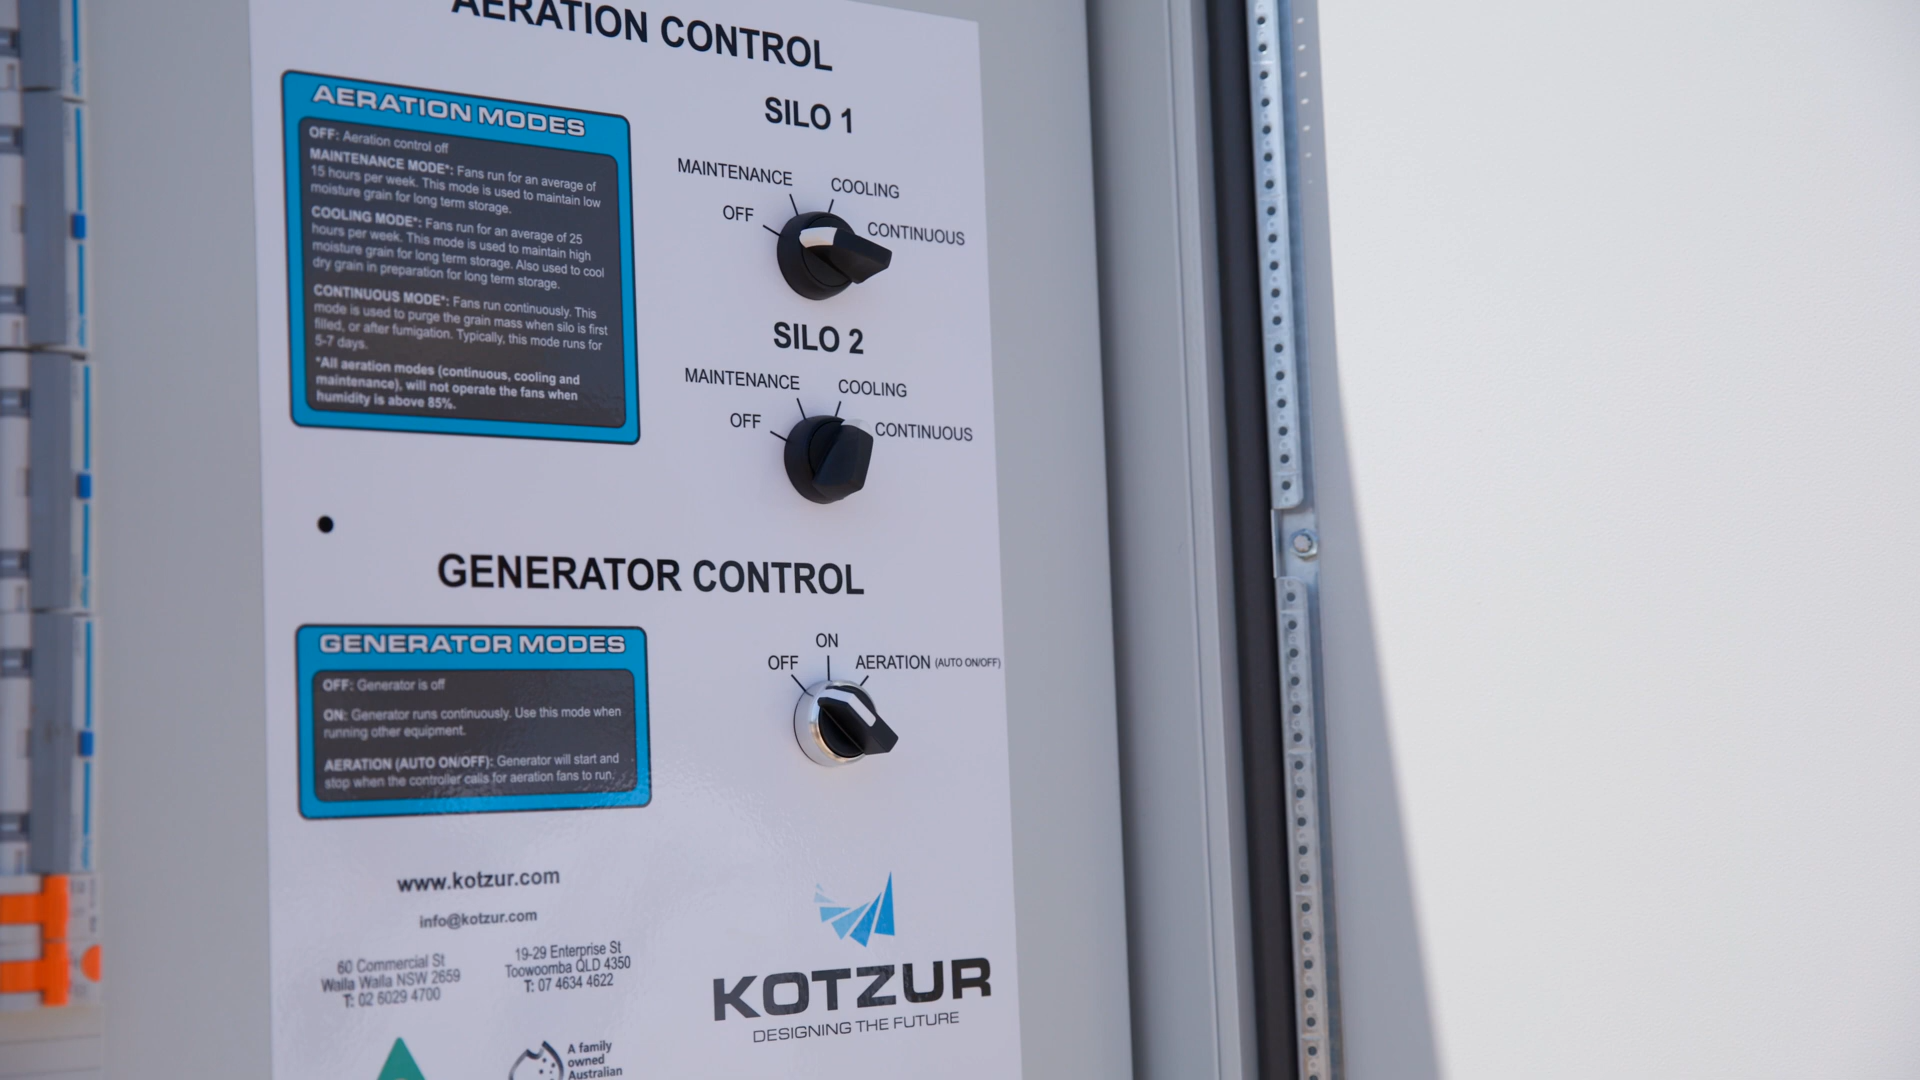 AERATION CONTROL
AERATION MODES
OFF: Aeration control off
MAINTENANCE MODE*: Fans run for an average of
15 hours per week. This mode is used to maintain low
moisture grain for long term storage.
COOLING MODE*: Fans run for an average of 25
hours per week. This mode is used to maintain high
moisture grain for long term storage. Also used to cool
dry grain in preparation for long term storage.
CONTINUOUS MODE*: Fans run continuously. This
mode is used to purge the grain mass when silo is first
filled, or after fumigation. Typically, this mode runs for
5-7 days.
*All aeration modes (continuous, cooling and
maintenance), will not operate the fans when
humidity is above 85%.
SILO 1
MAINTENANCE
COOLING
OFF
CONTINUOUS
SILO 2
MAINTENANCE
COOLING
OFF
CONTINUOUS
GENERATOR CONTROL
GENERATOR MODES
OFF: Generator is off
ON: Generator runs continuously. Use this mode when
running other equipment.
AERATION (AUTO ON/OFF): Generator will start and
stop when the controller calls for aeration fans to run.
ON
OFF
AERATION (AUTO ON/OFF)
www.kotzur.com
info@kotzur.com
60 Commercial St
Walla Walla NSW 2659
T: 02 6029 4700
19-29 Enterprise St
Toowoomba QLD 4350
T: 07 4634 4622
KOTZUR
DESIGNING THE FUTURE
A family
owned
Australian